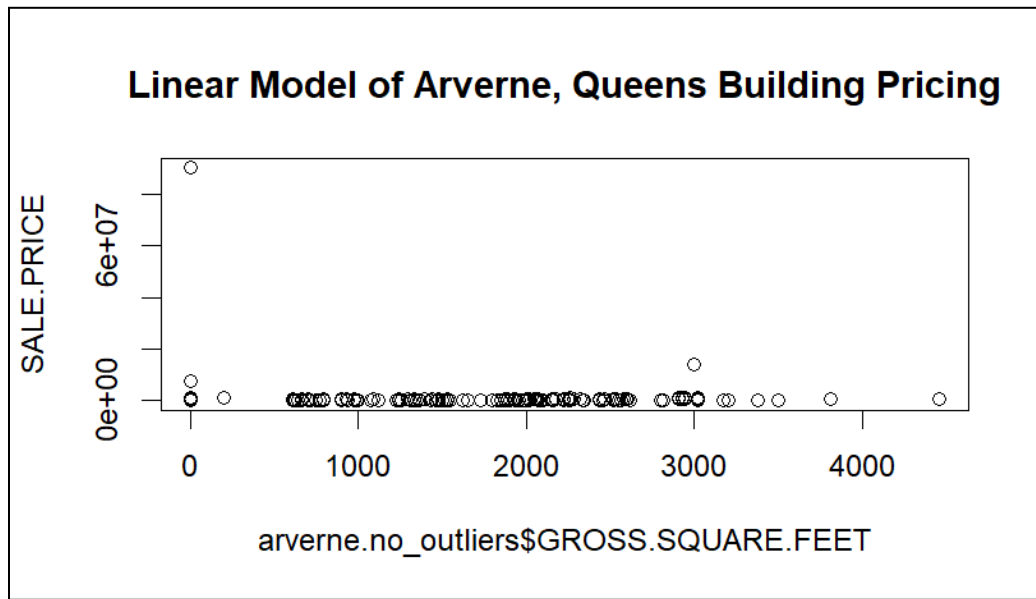 Linear Model of Arverne, Queens Building Pricing
SALE.PRICE
6e+07
0e+00
0 1000 2000 3000 4000
arverne.no_outliers$GROSS.SQUARE.FEET